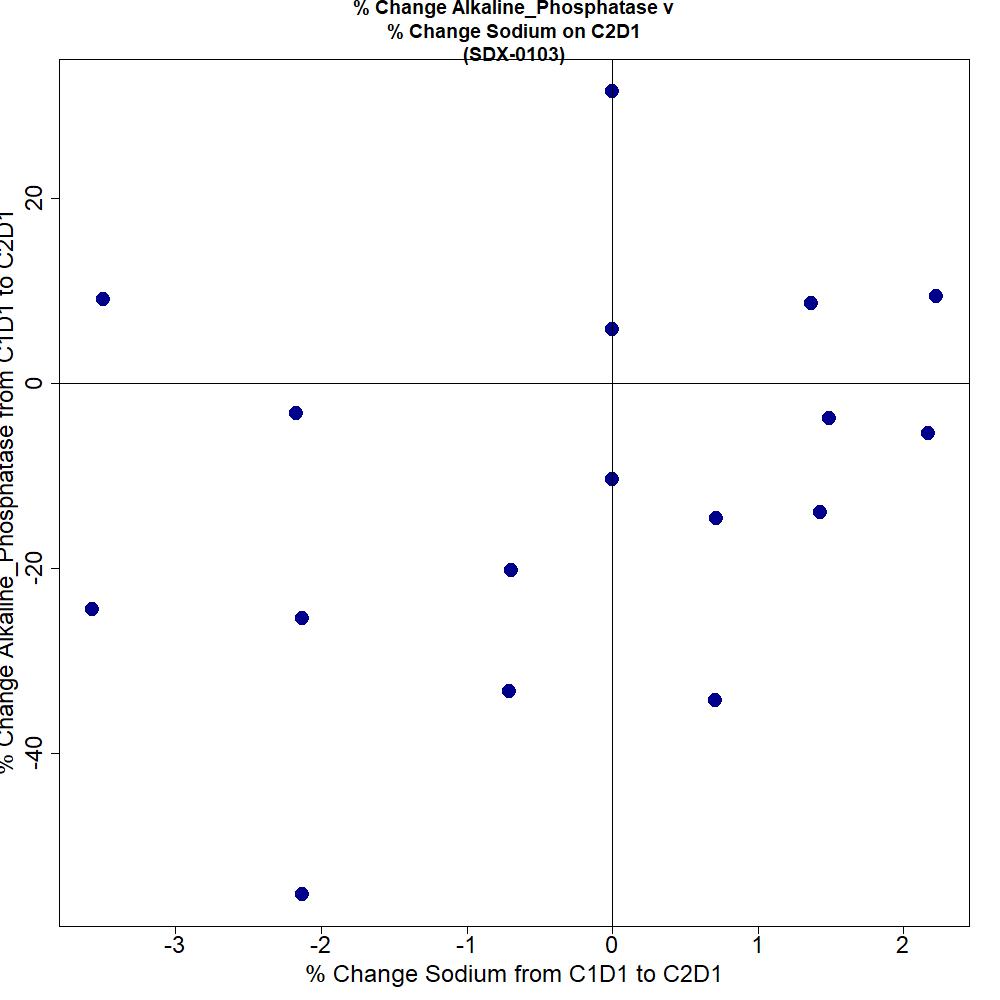 % Change Alkaline_Phosphatase v
% Change Sodium on C2D1
(SDX-0103)
% Change Alkaline_Phosphatase from C1D1 to C2D1
20
0
-20
-40
-3
-2
-1
0
1
2
% Change Sodium from C1D1 to C2D1